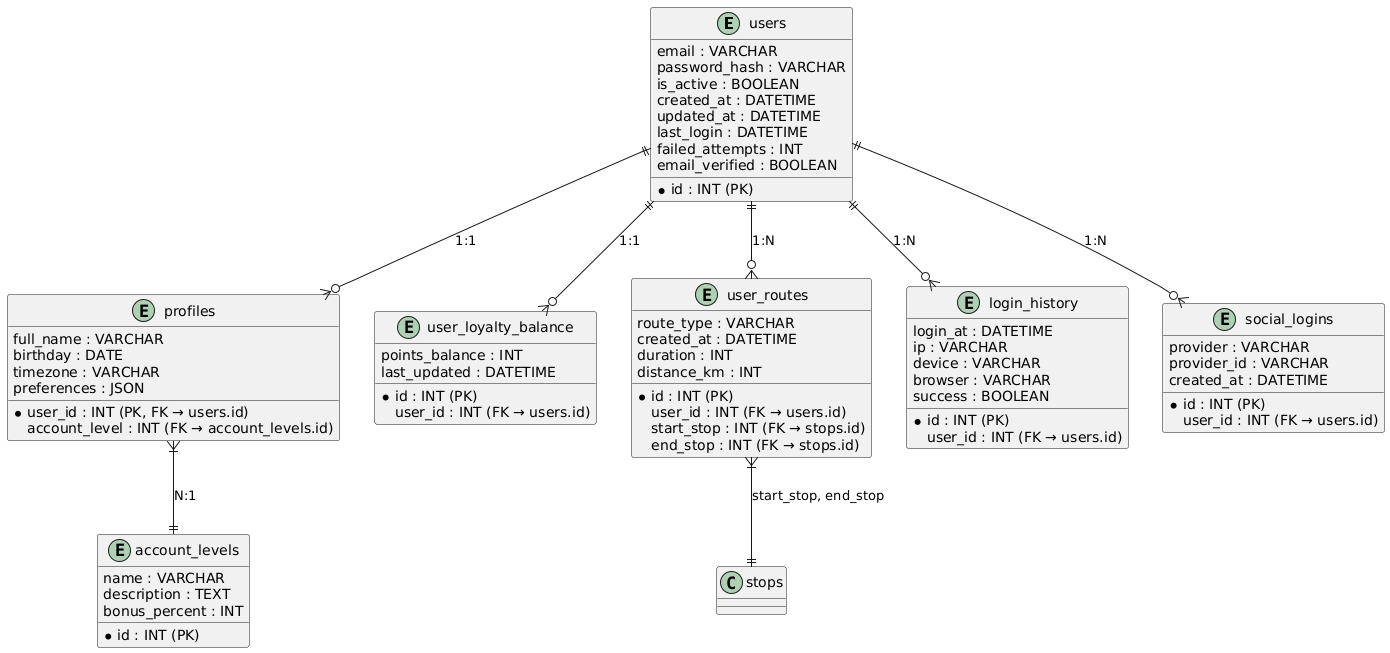 E users
email : VARCHAR
password_hash : VARCHAR
is_active : BOOLEAN
created_at : DATETIME
updated_at : DATETIME
last_login : DATETIME
failed_attempts : INT
email_verified : BOOLEAN
id : INT (PK)
1:1
1:1
1:N
1:N
1:N
E profiles
full_name : VARCHAR
birthday : DATE
timezone : VARCHAR
preferences : JSON
user_id : INT (PK, FK → users.id)
account_level : INT (FK → account_levels.id)
E user_loyalty_balance
points_balance : INT
last_updated : DATETIME
id : INT (PK)
user_id : INT (FK → users.id)
E user_routes
route_type : VARCHAR
created_at : DATETIME
duration : INT
distance_km : INT
id : INT (PK)
user_id : INT (FK → users.id)
start_stop : INT (FK → stops.id)
end_stop : INT (FK → stops.id)
E login_history
login_at : DATETIME
ip : VARCHAR
device : VARCHAR
browser : VARCHAR
success : BOOLEAN
id : INT (PK)
user_id : INT (FK → users.id)
E social_logins
provider : VARCHAR
provider_id : VARCHAR
created_at : DATETIME
id : INT (PK)
user_id : INT (FK → users.id)
N:1
start_stop, end_stop
E account_levels
name : VARCHAR
description : TEXT
bonus_percent : INT
id : INT (PK)
C stops